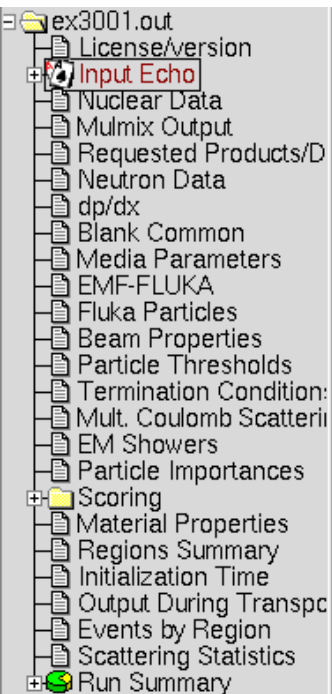 ex3001.out
License/version
Input Echo
Nuclear Data
Mulmix Output
Requested Products/D
Neutron Data
dp/dx
Blank Common
Media Parameters
EMF-FLUKA
Fluka Particles
Beam Properties
Particle Thresholds
Termination Condition
Mult. Coulomb Scatteri
EM Showers
Particle Importances
Scoring
Material Properties
Regions Summary
Initialization Time
Output During Transpo
Events by Region
Scattering Statistics
Run Summary